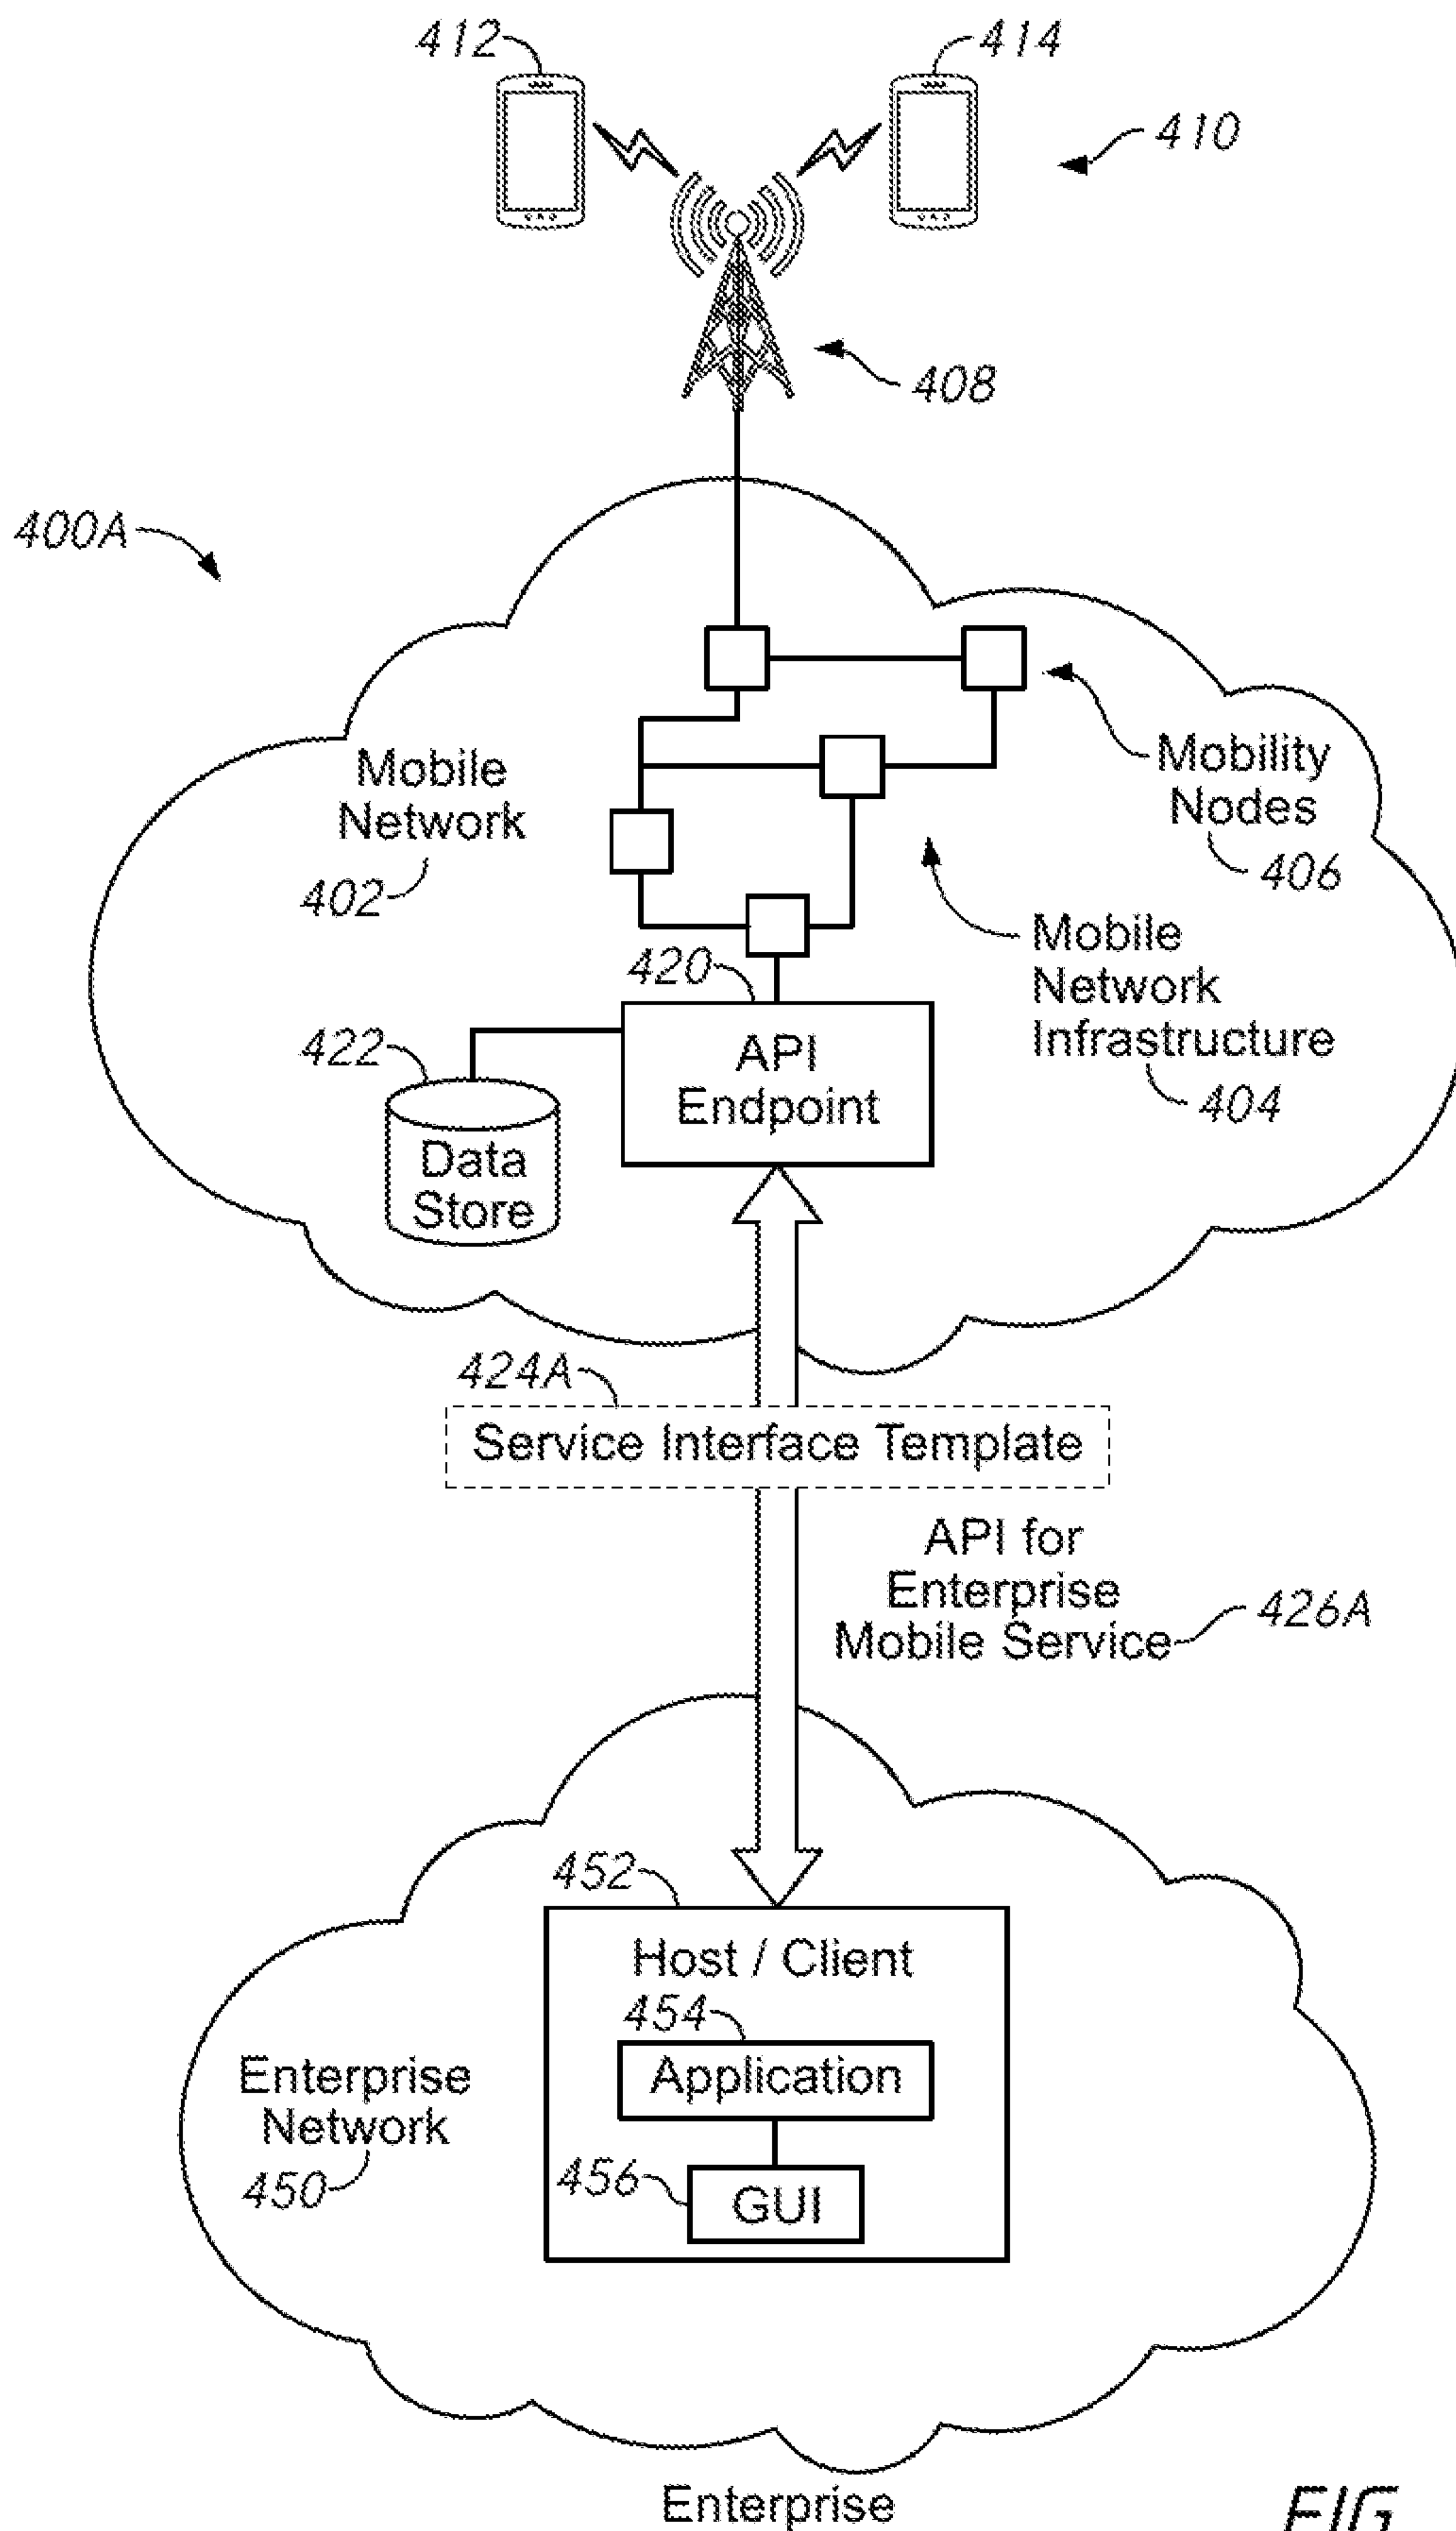 412
414
410
408
400A
Mobile
Network
402
Mobility
Nodes
406
Mobile
Network
Infrastructure
404
420
API
Endpoint
422
Data
Store
424A
Service Interface Template
API for
Enterprise
Mobile Service
426A
452
Host / Client
454
Application
456
GUI
Enterprise
Network
450
Enterprise
FIG